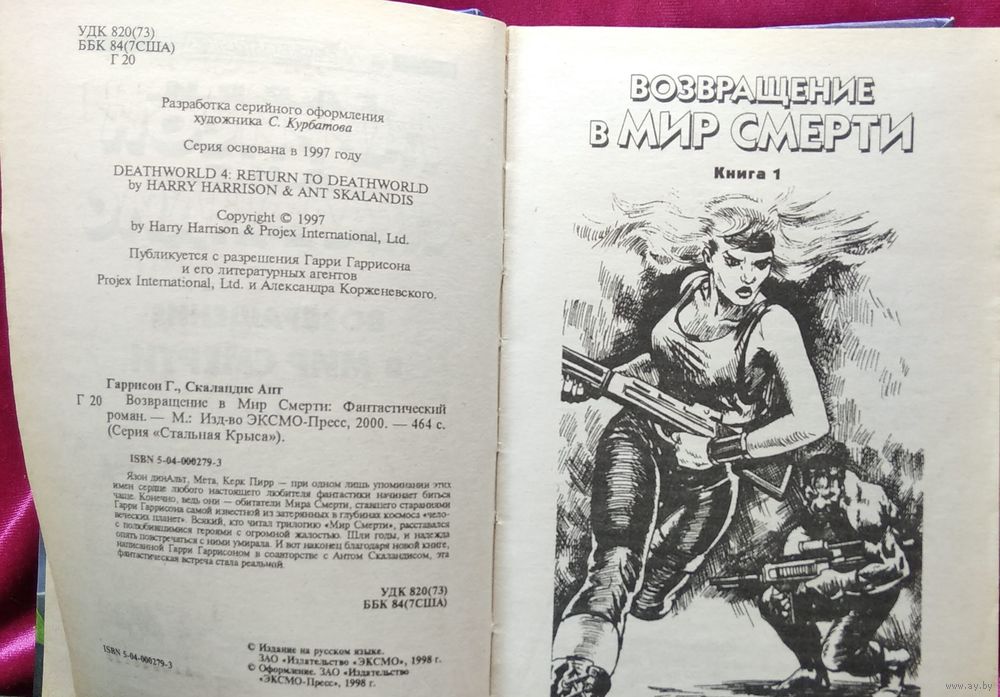 УДК 820(73)
ББК 84(7США)
Г 20
Разработка серийного оформления
художника С. Курбатова
Серия основана в 1997 году
DEATHWORLD 4: RETURN TO DEATHWORLD
by HARRY HARRISON & ANT SKALANDIS
Copyright © 1997
by Harry Harrison & Projex International, Ltd.
Публикуется с разрешения Гарри Гаррисона
и его литературных агентов
Projex International, Ltd. и Александра Корженевского.
Гаррисон Г., Скаландис Ант
Г 20 Возвращение в Мир Смерти: Фантастический
роман. — М.: Изд-во ЭКСМО-Пресс, 2000. — 464 с.
(Серия «Стальная Крыса»).
ISBN 5-04-000279-3
Язон динАльт, Мета, Керк Пирр — при одном лишь упоминании этих
имен сердце любого настоящего любителя фантастики начинает биться
чаще. Конечно, ведь они — обитатели Мира Смерти, ставшего стараниями
Гарри Гаррисона самой известной из затерянных в глубинах космоса «чело-
веческих планет». Всякий, кто читал трилогию «Мир Смерти», расставался
с полюбившимися героями с огромной жалостью. Шли годы, и надежда
опять повстречаться с ними умирала. И вот наконец благодаря новой книге,
написанной Гарри Гаррисоном в соавторстве с Антом Скаландисом, эта
фантастическая встреча стала реальной.
УДК 820(73)
ББК 84(7США)
ISBN 5-04-000279-3
© Издание на русском языке.
ЗАО «Издательство «ЭКСМО», 1998 г.
© Оформление. ЗАО «Издательство
«ЭКСМО-Пресс», 1998 г.
ВОЗВРАЩЕНИЕ
В МИР СМЕРТИ
Книга 1
www.ay.by